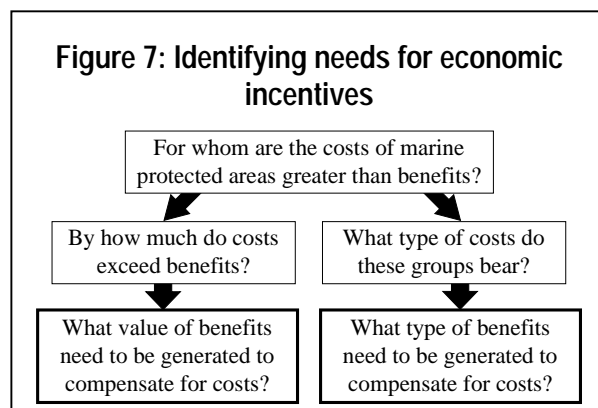 Figure 7: Identifying needs for economic
incentives
For whom are the costs of marine
protected areas greater than benefits?
By how much do costs
exceed benefits?
What type of costs do
these groups bear?
What value of benefits
need to be generated to
compensate for costs?
What type of benefits
need to be generated to
compensate for costs?